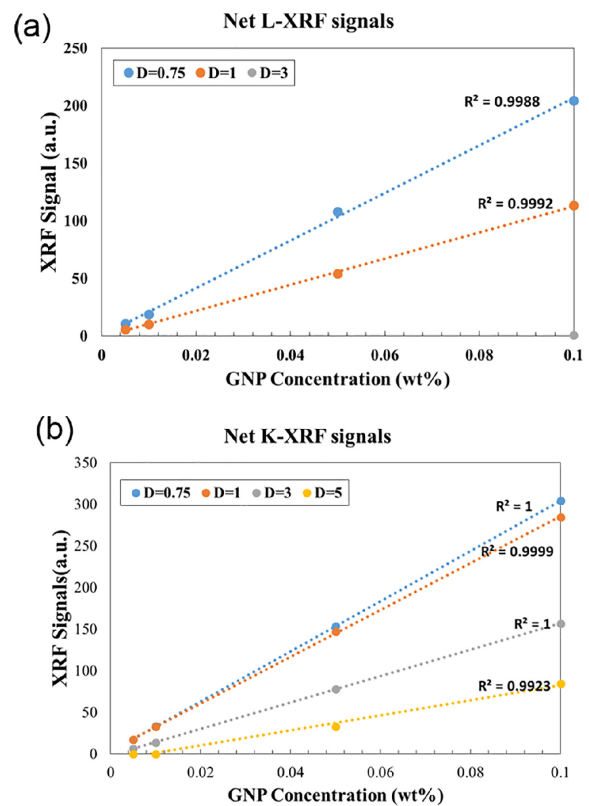 (a)
Net L-XRF signals
250
D=0.75 D=1 D=3
200
R² = 0.9988
150
XRF Signal (a.u.)
R² = 0.9992
100
50
0
0 0.02 0.04 0.06 0.08 0.1
GNP Concentration (wt%)
(b)
Net K-XRF signals
350
D=0.75 D=1 D=3 D=5
300
R² = 1
250
R² = 0.9999
200
XRF Signals(a.u.)
150
R² = 1
100
R² = 0.9923
50
0
0 0.02 0.04 0.06 0.08 0.1
GNP Concentration (wt%)